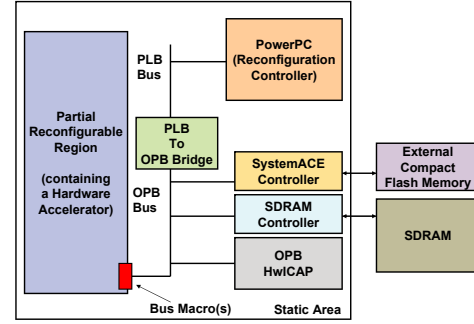 Partial
Reconfigurable
Region
(containing
a Hardware
Accelerator)
PLB
Bus
PowerPC
(Reconfiguration
Controller)
PLB
To
OPB Bridge
OPB
Bus
SystemACE
Controller
External
Compact
Flash Memory
SDRAM
Controller
SDRAM
OPB
HwICAP
Bus Macro(s)
Static Area